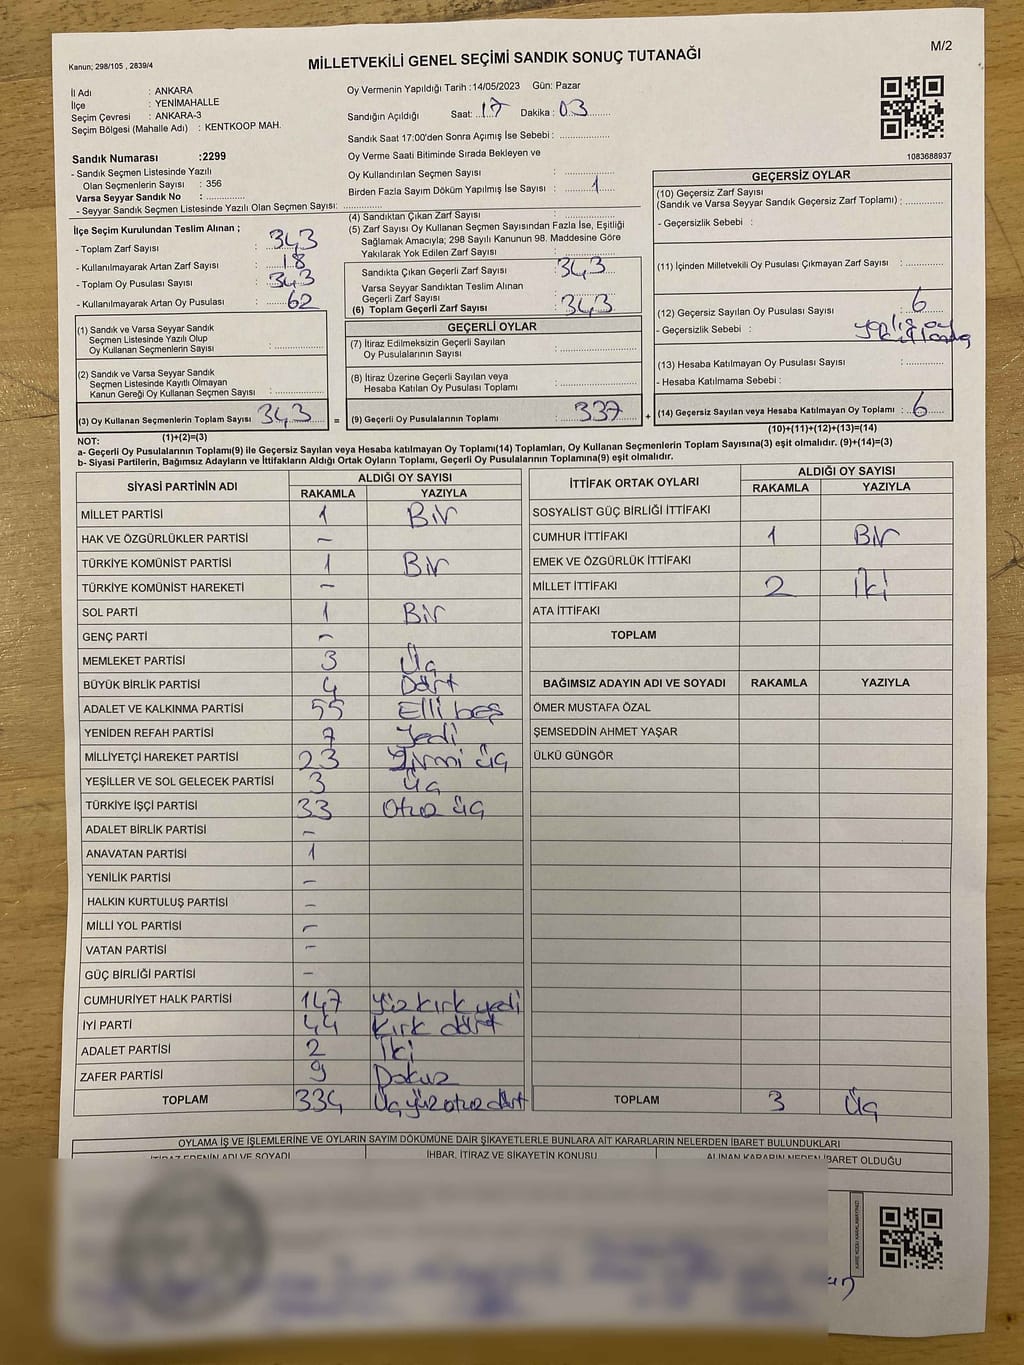 M/2
Kanun; 298/105 , 2839/4
MİLLETVEKİLİ GENEL SEÇİMİ SANDIK SONUÇ TUTANAĞI
İl Adı : ANKARA
İlçe : YENİMAHALLE
Seçim Çevresi : ANKARA-3
Seçim Bölgesi (Mahalle Adı) : KENTKOOP MAH.
Sandık Numarası :2299
- Sandık Seçmen Listesinde Yazılı
Olan Seçmenlerin Sayısı : 356
Varsa Seyyar Sandık No : ............
- Seyyar Sandık Seçmen Listesinde Yazılı Olan Seçmen Sayısı: ............
Oy Vermenin Yapıldığı Tarih :14/05/2023 Gün: Pazar
Sandığın Açıldığı Saat: 17 Dakika : 03
Sandık Saat 17:00'den Sonra Açımış İse Sebebi : ............
Oy Verme Saati Bitiminde Sırada Bekleyen ve
Oy Kullandırılan Seçmen Sayısı : ............
Birden Fazla Sayım Döküm Yapılmış İse Sayısı : 1
1083688937
İlçe Seçim Kurulundan Teslim Alınan ;
- Toplam Zarf Sayısı : 343
- Kullanılmayarak Artan Zarf Sayısı : 18
- Toplam Oy Pusulası Sayısı : 343
- Kullanılmayarak Artan Oy Pusulası : 62
(1) Sandık ve Varsa Seyyar Sandık
Seçmen Listesinde Yazılı Olup
Oy Kullanan Seçmenlerin Sayısı : ............
(2) Sandık ve Varsa Seyyar Sandık
Seçmen Listesinde Kayıtlı Olmayan
Kanun Gereği Oy Kullanan Seçmen Sayısı : ............
(3) Oy Kullanan Seçmenlerin Toplam Sayısı 343 =
(1)+(2)=(3)
(4) Sandıktan Çıkan Zarf Sayısı : ............
(5) Zarf Sayısı Oy Kullanan Seçmen Sayısından Fazla İse, Eşitliği
Sağlamak Amacıyla; 298 Sayılı Kanunun 98. Maddesine Göre
Yakılarak Yok Edilen Zarf Sayısı : ............
Sandıkta Çıkan Geçerli Zarf Sayısı : 343
Varsa Seyyar Sandıktan Teslim Alınan
Geçerli Zarf Sayısı : ............
(6) Toplam Geçerli Zarf Sayısı : 343
GEÇERLİ OYLAR
(7) İtiraz Edilmeksizin Geçerli Sayılan
Oy Pusulalarının Sayısı : ............
(8) İtiraz Üzerine Geçerli Sayılan veya
Hesaba Katılan Oy Pusulası Toplamı : ............
(9) Geçerli Oy Pusulalarının Toplamı : 337 +
GEÇERSİZ OYLAR
(10) Geçersiz Zarf Sayısı
(Sandık ve Varsa Seyyar Sandık Geçersiz Zarf Toplamı) : ............
- Geçersizlik Sebebi :
(11) İçinden Milletvekili Oy Pusulası Çıkmayan Zarf Sayısı : ............
(12) Geçersiz Sayılan Oy Pusulası Sayısı : 6
- Geçersizlik Sebebi :
(13) Hesaba Katılmayan Oy Pusulası Sayısı : ............
- Hesaba Katılmama Sebebi :
(14) Geçersiz Sayılan veya Hesaba Katılmayan Oy Toplamı : 6
(10)+(11)+(12)+(13)=(14)
NOT:
a- Geçerli Oy Pusulaları Toplamı(9) ile Geçersiz Sayılan veya Hesaba katılmayan Oy Toplamı(14) Toplamları, Oy Kullanan Seçmenlerin Toplam Sayısına(3) eşit olmalıdır. (9)+(14)=(3)
b- Siyasi Partilerin, Bağımsız Adayların ve İttifakların Aldığı Ortak Oyların Toplamı, Geçerli Oy Pusulalarının Toplamına(9) eşit olmalıdır.
SİYASİ PARTİNİN ADI ALDIĞI OY SAYISI
RAKAMLA YAZIYLA
MİLLET PARTİSİ 1 Bir
HAK VE ÖZGÜRLÜKLER PARTİSİ -
TÜRKİYE KOMÜNİST PARTİSİ 1 Bir
TÜRKİYE KOMÜNİST HAREKETİ -
SOL PARTİ 1 Bir
GENÇ PARTİ -
MEMLEKET PARTİSİ 3 Üç
BÜYÜK BİRLİK PARTİSİ 4 Dört
ADALET VE KALKINMA PARTİSİ 55 Elli beş
YENİDEN REFAH PARTİSİ 7 Yedi
MİLLİYETÇİ HAREKET PARTİSİ 23 Yirmi üç
YEŞİLLER VE SOL GELECEK PARTİSİ 3 Üç
TÜRKİYE İŞÇİ PARTİSİ 33 Otuz üç
ADALET BİRLİK PARTİSİ -
ANAVATAN PARTİSİ 1
YENİLİK PARTİSİ -
HALKIN KURTULUŞ PARTİSİ -
MİLLİ YOL PARTİSİ -
VATAN PARTİSİ -
GÜÇ BİRLİĞİ PARTİSİ -
CUMHURİYET HALK PARTİSİ 147 Yüz kırk yedi
İYİ PARTİ 44 Kırk dört
ADALET PARTİSİ 2 İki
ZAFER PARTİSİ 9 Dokuz
TOPLAM 334 Üç yüz otuz dört
İTTİFAK ORTAK OYLARI ALDIĞI OY SAYISI
RAKAMLA YAZIYLA
SOSYALİST GÜÇ BİRLİĞİ İTTİFAKI
CUMHUR İTTİFAKI 1 Bir
EMEK VE ÖZGÜRLÜK İTTİFAKI
MİLLET İTTİFAKI 2 İki
ATA İTTİFAKI
TOPLAM
BAĞIMSIZ ADAYIN ADI VE SOYADI RAKAMLA YAZIYLA
ÖMER MUSTAFA ÖZAL
ŞEMSEDDİN AHMET YAŞAR
ÜLKÜ GÜNGÖR
TOPLAM 3 Üç
OYLAMA İŞ VE İŞLEMLERİNE VE OYLARIN SAYIM DÖKÜMÜNE DAİR ŞİKAYETLERLE BUNLARA AİT KARARLARIN NELERDEN İBARET BULUNDUKLARI
İTİRAZ EDENİN ADI VE SOYADI İHBAR, İTİRAZ VE ŞİKAYETİN KONUSU ALINAN KARARIN NEDEN İBARET OLDUĞU